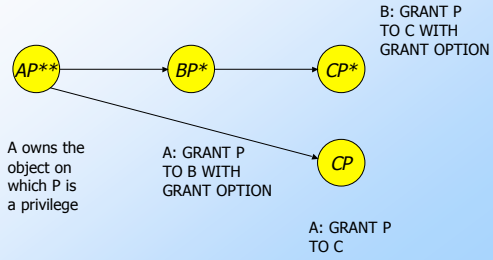 B: GRANT P
TO C WITH
GRANT OPTION
AP**
BP*
CP*
A owns the
object on
which P is
a privilege
A: GRANT P
TO B WITH
GRANT OPTION
CP
A: GRANT P
TO C